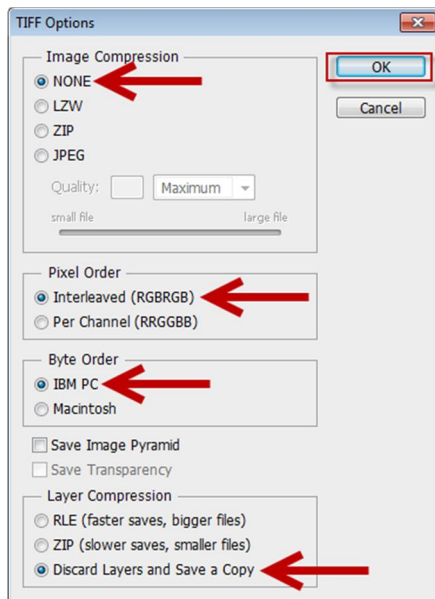 TIFF Options
Image Compression
NONE
LZW
ZIP
JPEG
Quality:
Maximum
small file
large file
OK
Cancel
Pixel Order
Interleaved (RGBRGB)
Per Channel (RRGGBB)
Byte Order
IBM PC
Macintosh
Save Image Pyramid
Save Transparency
Layer Compression
RLE (faster saves, bigger files)
ZIP (slower saves, smaller files)
Discard Layers and Save a Copy